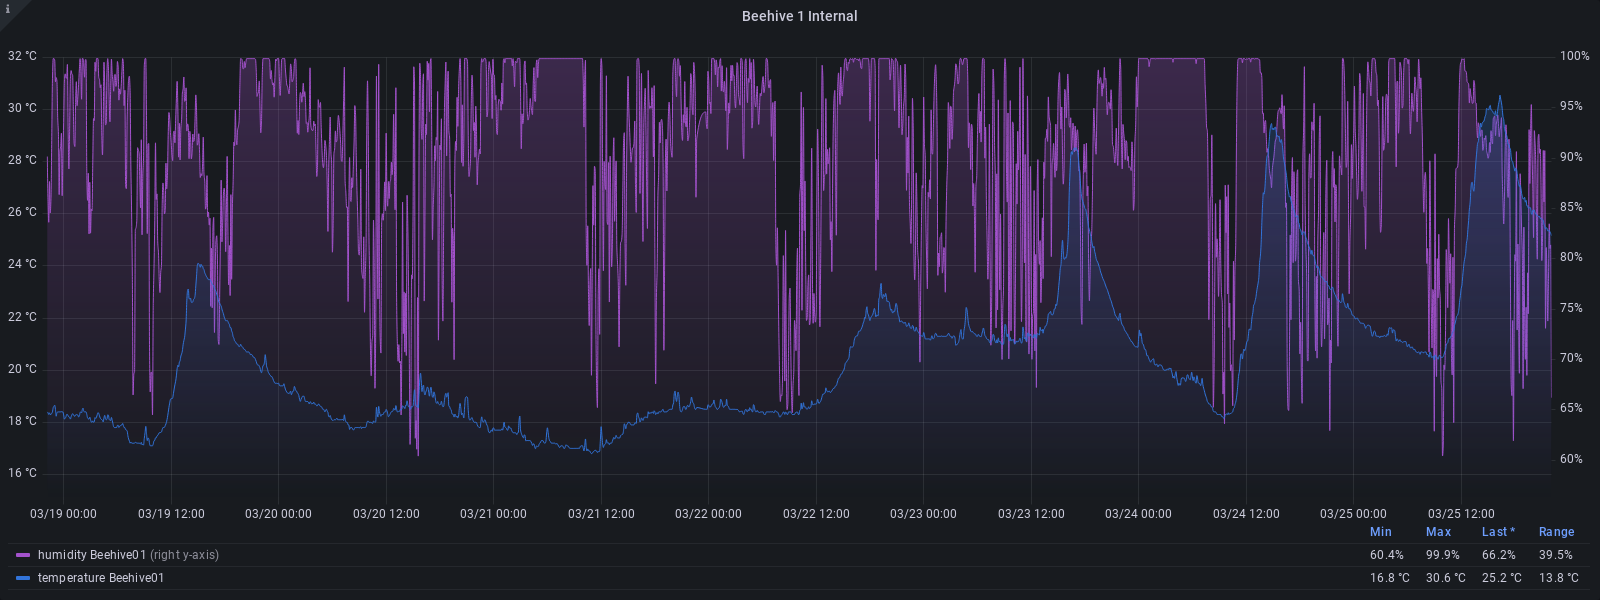 i
Beehive 1 Internal
32 °C 100%
30 °C 95%
28 °C 90%
26 °C 85%
24 °C 80%
22 °C 75%
20 °C 70%
18 °C 65%
16 °C 60%
03/19 00:00 03/19 12:00 03/20 00:00 03/20 12:00 03/21 00:00 03/21 12:00 03/22 00:00 03/22 12:00 03/23 00:00 03/23 12:00 03/24 00:00 03/24 12:00 03/25 00:00 03/25 12:00
Min Max Last * Range
humidity Beehive01 (right y-axis) 60.4% 99.9% 66.2% 39.5%
temperature Beehive01 16.8 °C 30.6 °C 25.2 °C 13.8 °C